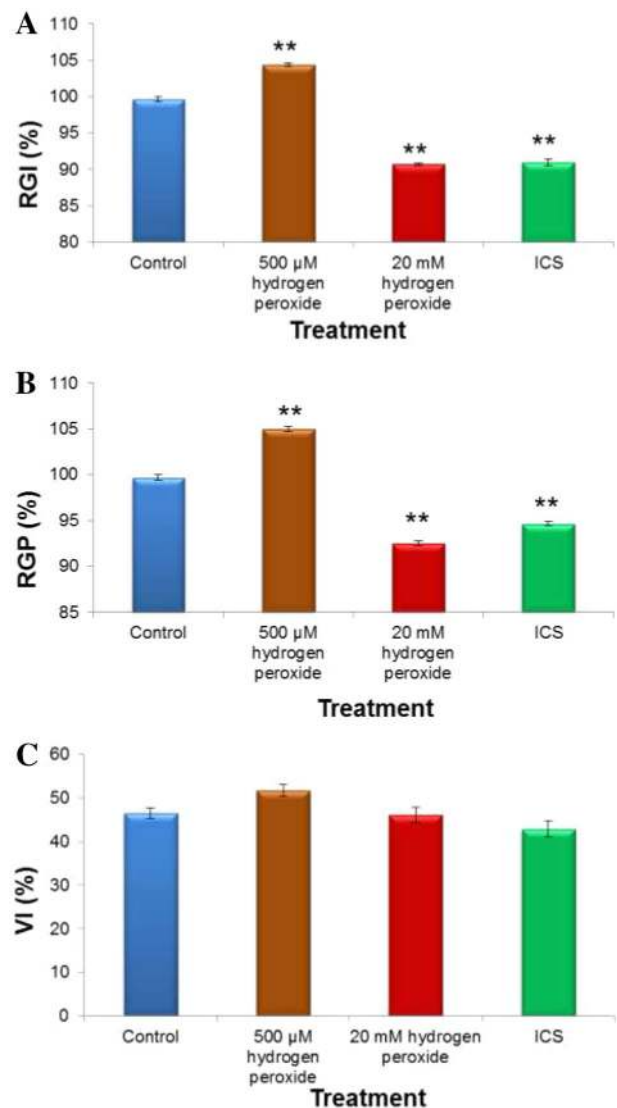 A
110
105
100
95
90
85
80
RGI (%)
**
**
**
Control
500 µM
hydrogen
peroxide
20 mM
hydrogen
peroxide
ICS
Treatment
B
110
105
100
95
90
85
RGP (%)
**
**
**
Control
500 µM
hydrogen
peroxide
20 mM
hydrogen
peroxide
ICS
Treatment
C
60
50
40
30
20
10
0
VI (%)
Control
500 µM
hydrogen
peroxide
20 mM hydrogen
peroxide
ICS
Treatment